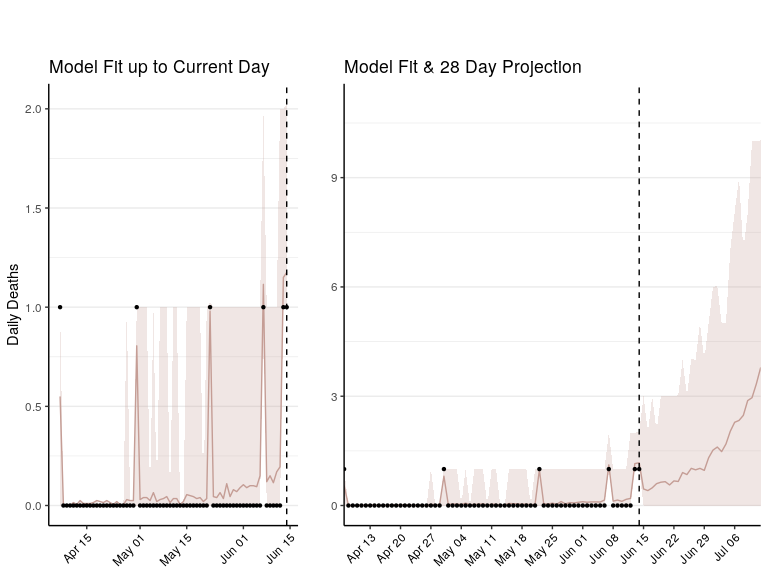 Model Fit up to Current Day
Model Fit & 28 Day Projection
Daily Deaths
2.0
1.5
1.0
0.5
0.0
Apr 15
May 01
May 15
Jun 01
Jun 15
9
6
3
0
Apr 13
Apr 20
Apr 27
May 04
May 11
May 18
May 25
Jun 01
Jun 08
Jun 15
Jun 22
Jun 29
Jul 06